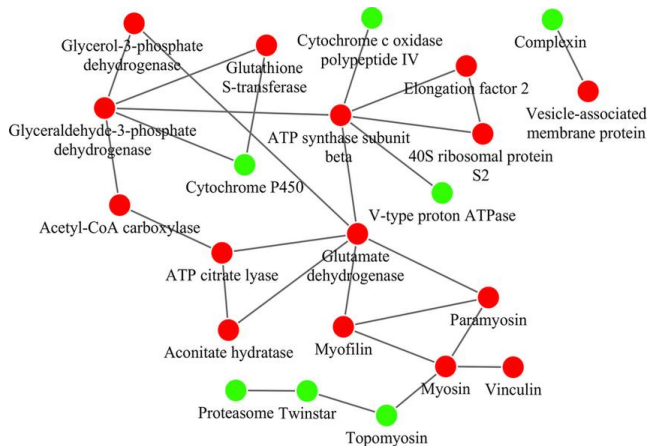 Glycerol-3-phosphate
dehydrogenase
Cytochrome c oxidase
polypeptide IV
Complexin
Glutathione
S-transferase
Elongation factor 2
Vesicle-associated
membrane protein
Glyceraldehyde-3-phosphate
dehydrogenase
ATP synthase subunit
beta
40S ribosomal protein
S2
Cytochrome P450
V-type proton ATPase
Acetyl-CoA carboxylase
ATP citrate lyase
Glutamate
dehydrogenase
Paramyosin
Aconitate hydratase
Myofilin
Myosin
Vinculin
Proteasome
Twinstar
Topomyosin